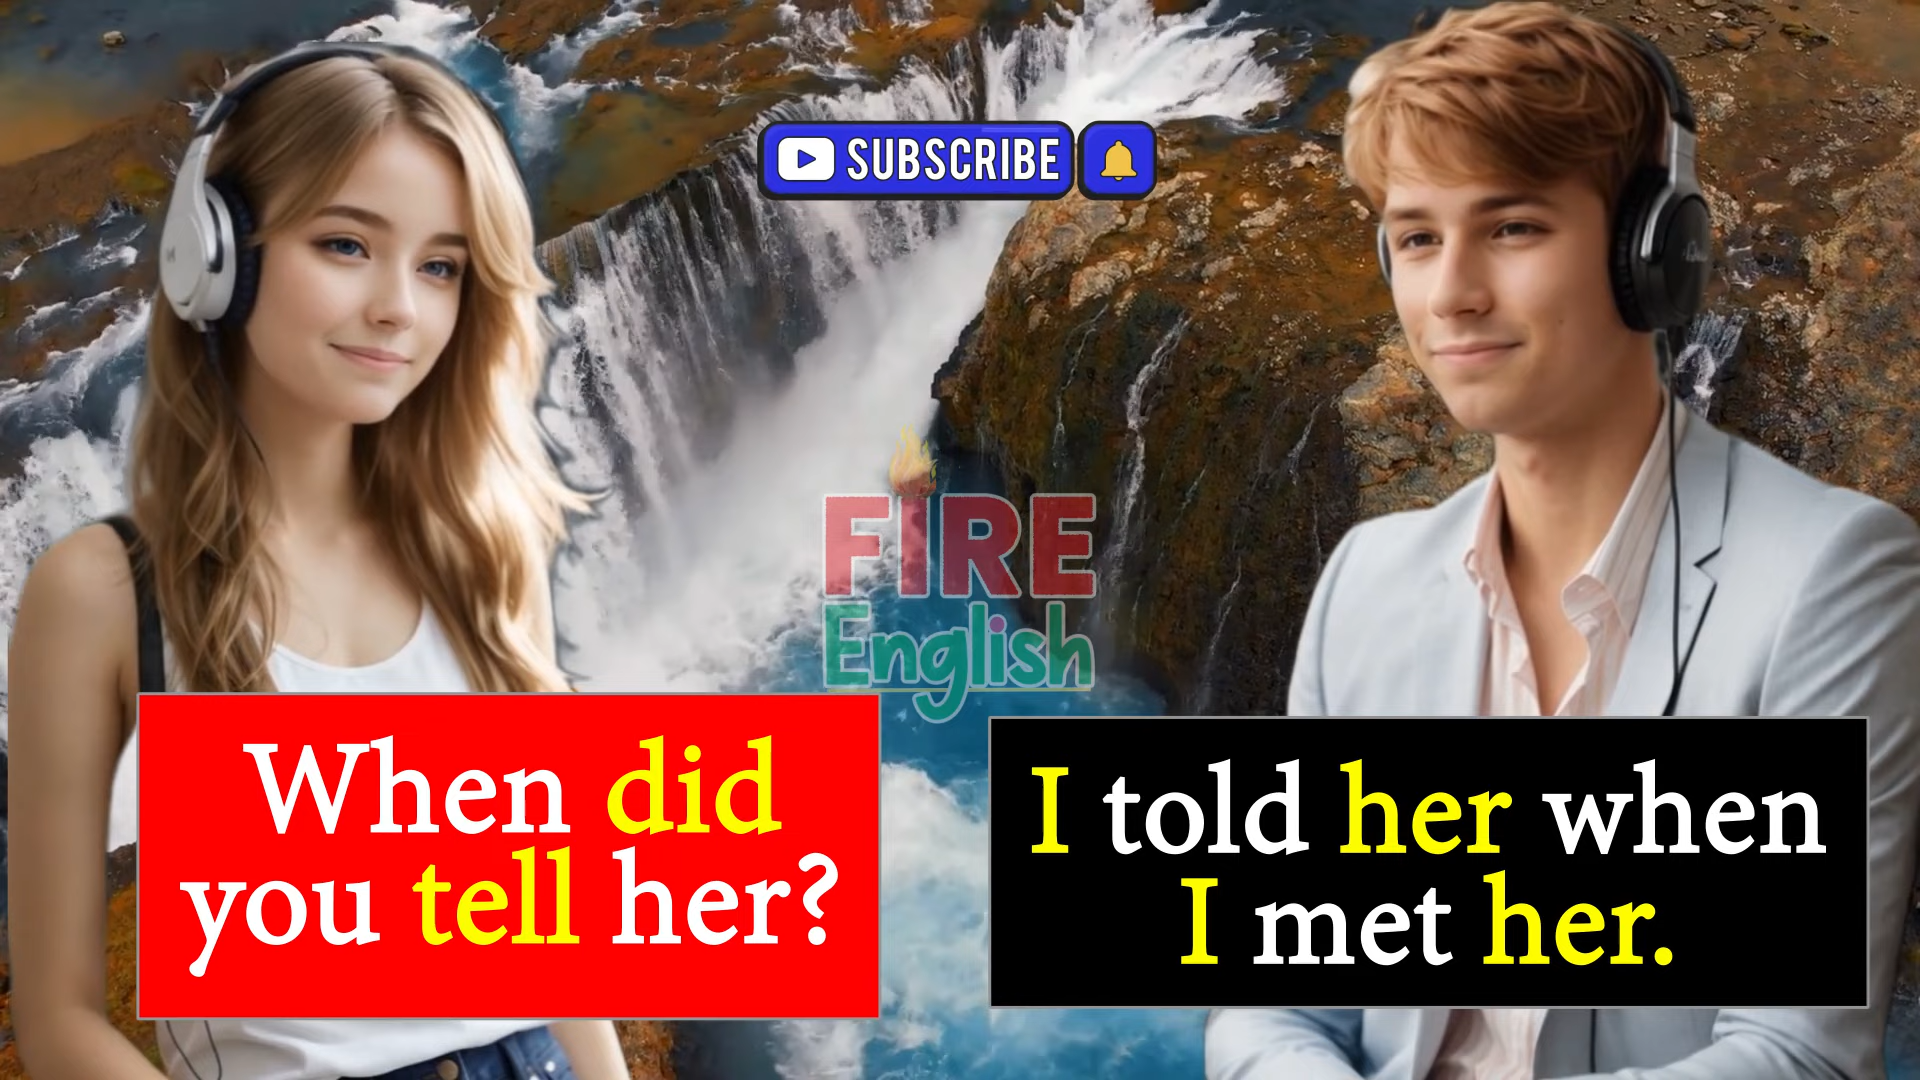 SUBSCRIBE
FIRE
English
When did
you tell her?
I told her when
I met her.